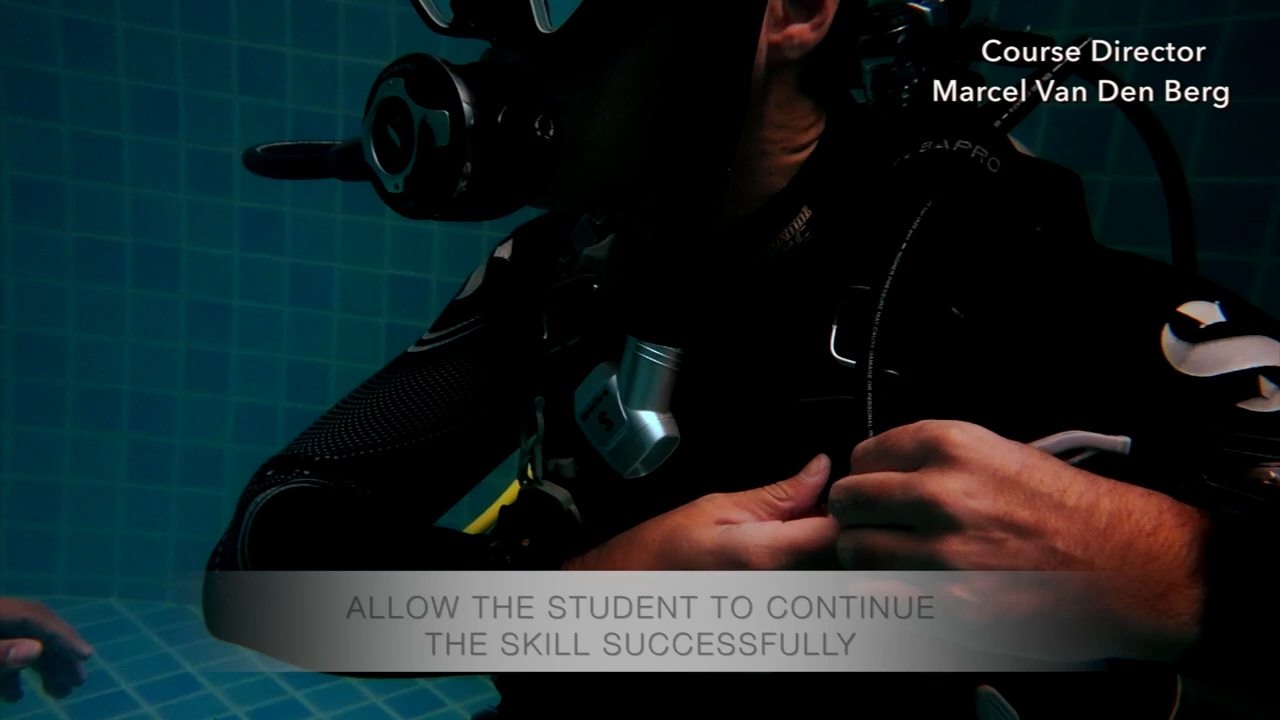 Course Director
Marcel Van Den Berg
ALLOW THE STUDENT TO CONTINUE
THE SKILL SUCCESSFULLY